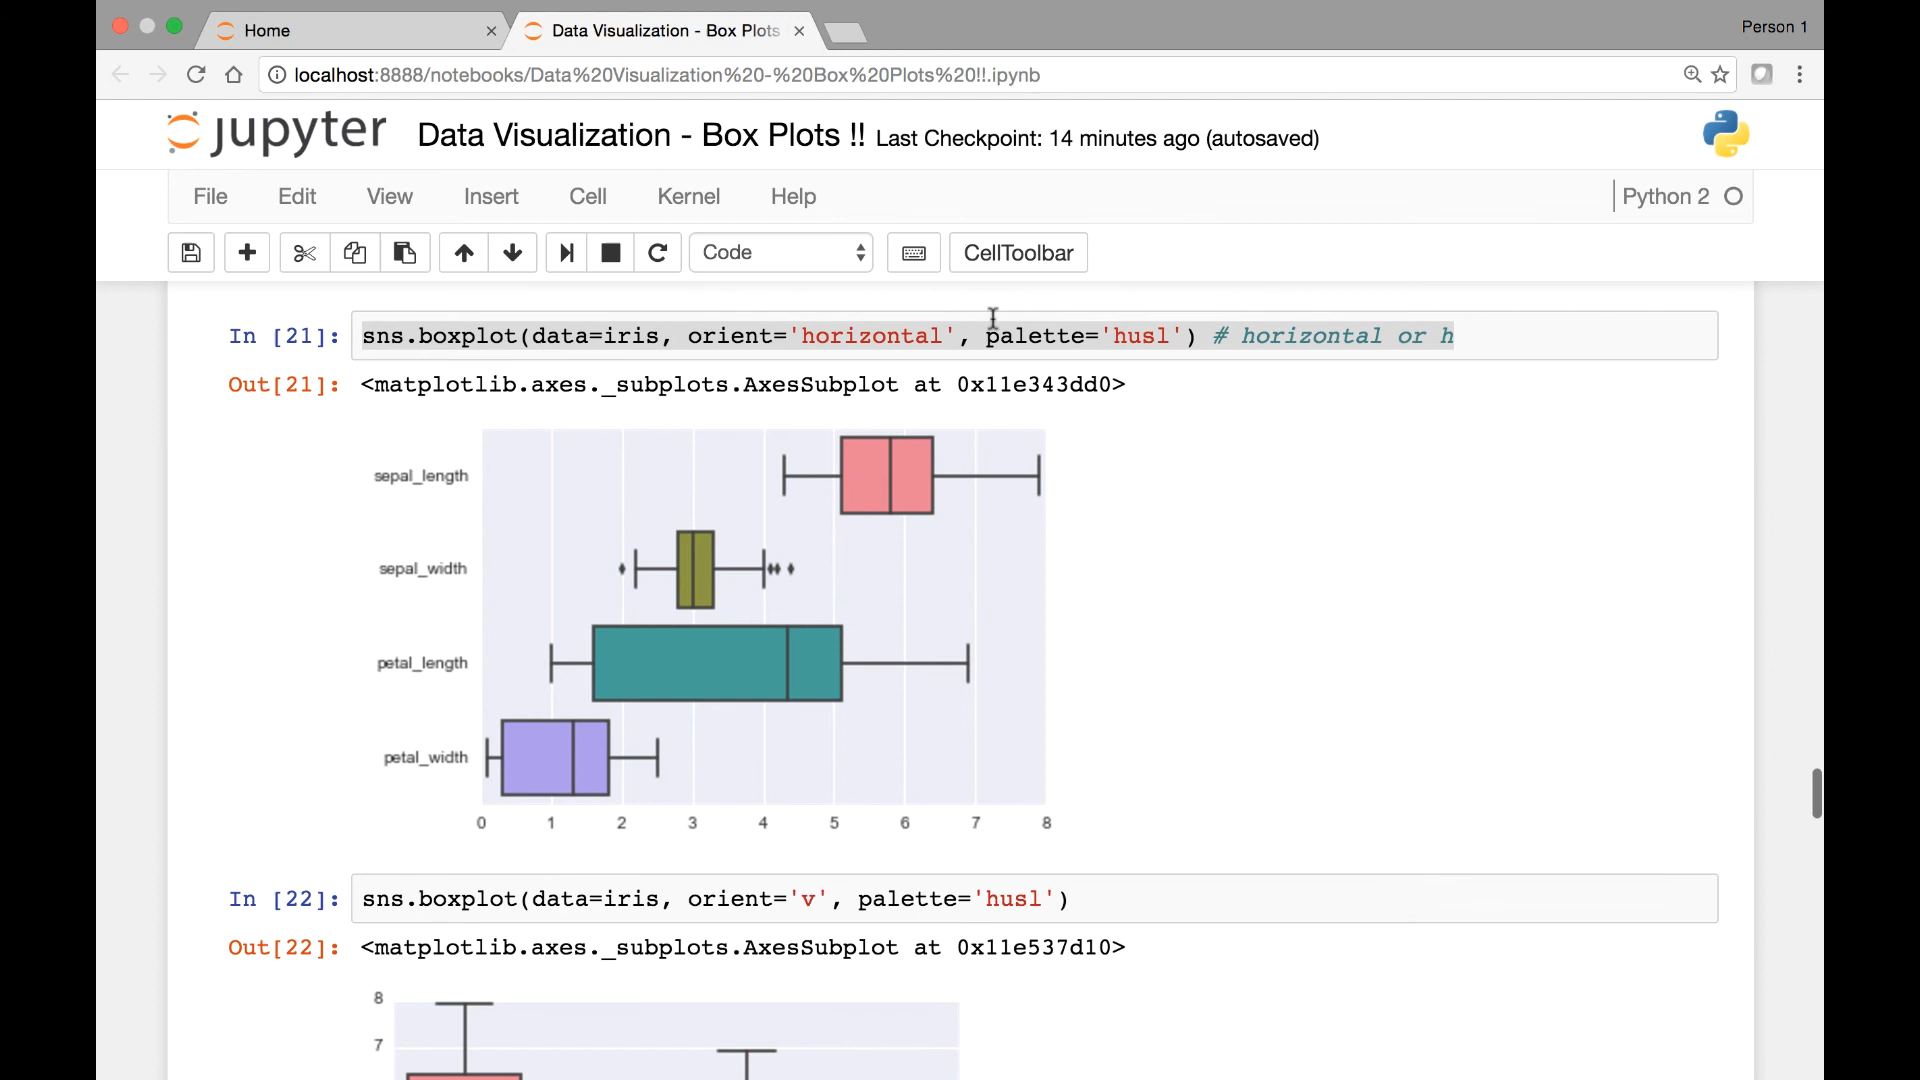 Home
Data Visualization - Box Plots
Person 1
localhost:8888/notebooks/Data%20Visualization%20-%20Box%20Plots%20!!.ipynb
jupyter Data Visualization - Box Plots !! Last Checkpoint: 14 minutes ago (autosaved)
File Edit View Insert Cell Kernel Help Python 2
Code CellToolbar
In [21]: sns.boxplot(data=iris, orient='horizontal', palette='husl') # horizontal or h
Out[21]: <matplotlib.axes._subplots.AxesSubplot at 0x11e343dd0>
sepal_length
sepal_width
petal_length
petal_width
0 1 2 3 4 5 6 7 8
In [22]: sns.boxplot(data=iris, orient='v', palette='husl')
Out[22]: <matplotlib.axes._subplots.AxesSubplot at 0x11e537d10>
8
7